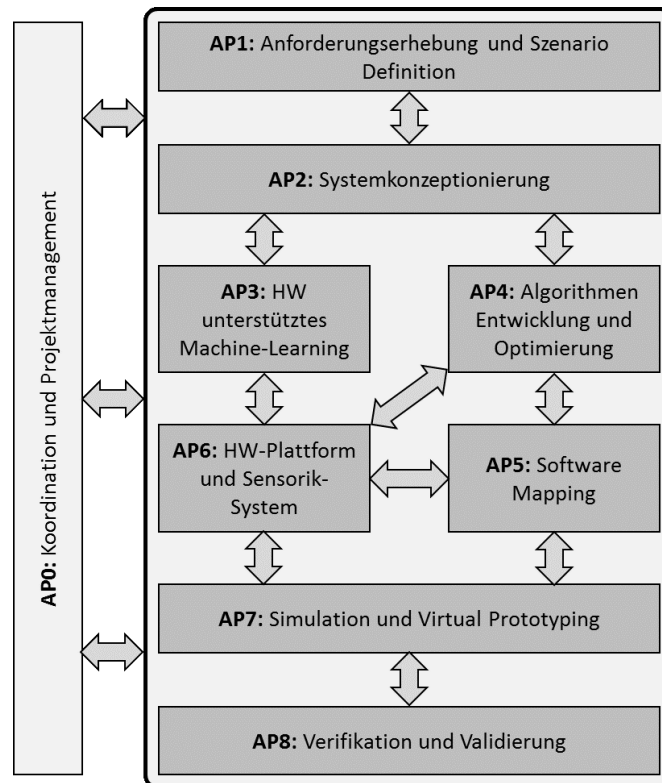 AP0: Koordination und Projektmanagement
AP1: Anforderungserhebung und Szenario
Definition
AP2: Systemkonzeptionierung
AP3: HW
unterstütztes
Machine-Learning
AP4: Algorithmen
Entwicklung und
Optimierung
AP6: HW-Plattform
und Sensorik-
System
AP5: Software
Mapping
AP7: Simulation und Virtual Prototyping
AP8: Verifikation und Validierung